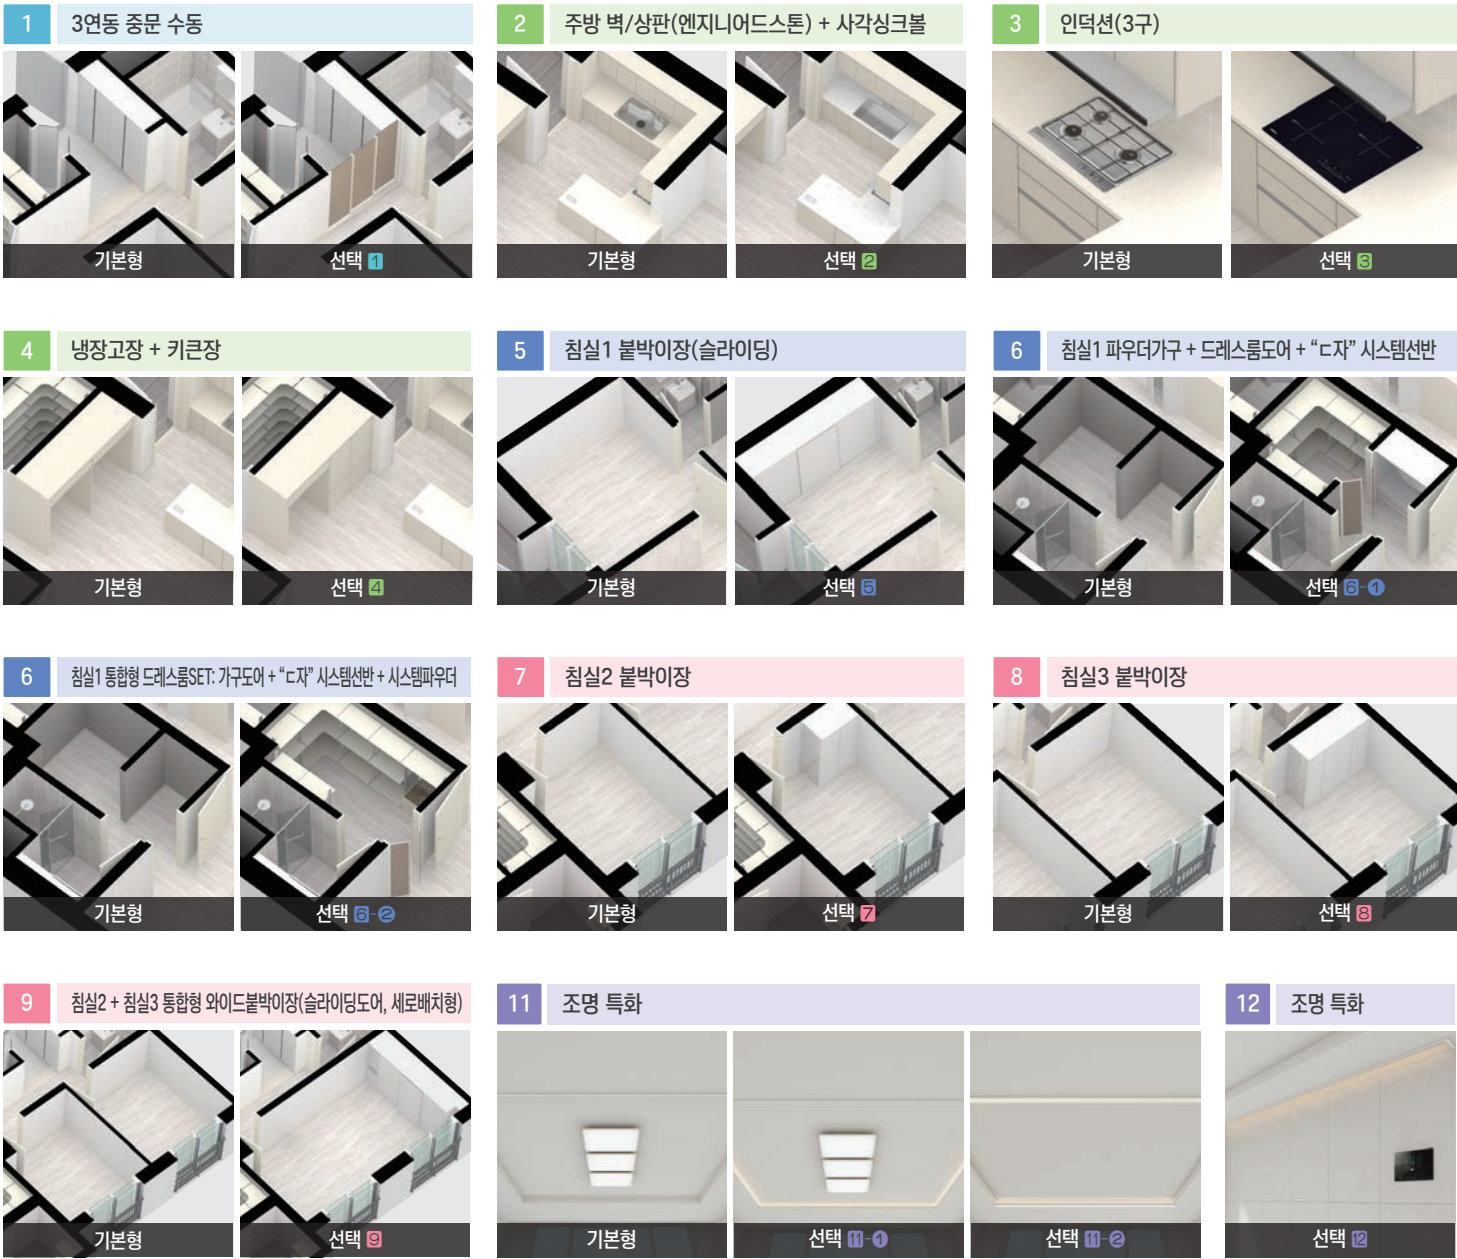 1 3연동 중문 수동
기본형
선택 1
2 주방 벽/상판(엔지니어드스톤) + 사각싱크볼
기본형
선택 2
3 인덕션(3구)
기본형
선택 3
4 냉장고장 + 키큰장
기본형
선택 4
5 침실1 붙박이장(슬라이딩)
기본형
선택 5
6 침실1 파우더가구 + 드레스룸도어 + “ㄷ자” 시스템선반
기본형
선택 6-1
6 침실1 통합형 드레스룸SET: 가구도어 + “ㄷ자” 시스템선반 + 시스템파우더
기본형
선택 6-2
7 침실2 붙박이장
기본형
선택 7
8 침실3 붙박이장
기본형
선택 8
9 침실2 + 침실3 통합형 와이드붙박이장(슬라이딩도어, 세로배치형)
기본형
선택 9
11 조명 특화
기본형
선택 11-1
선택 11-2
12 조명 특화
선택 12